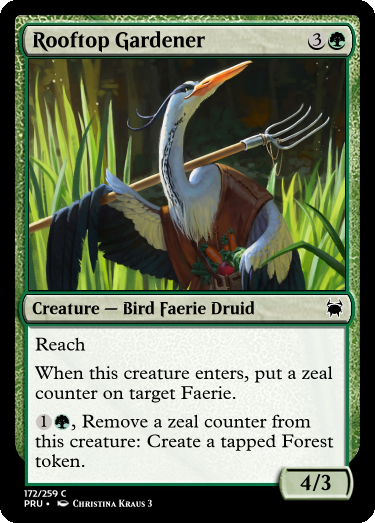 Rooftop Gardener 3
Creature — Bird Faerie Druid
Reach
When this creature enters, put a zeal
counter on target Faerie.
1, Remove a zeal counter from
this creature: Create a tapped Forest
token.
4/3
172/259 C
PRU • Christina Kraus 3